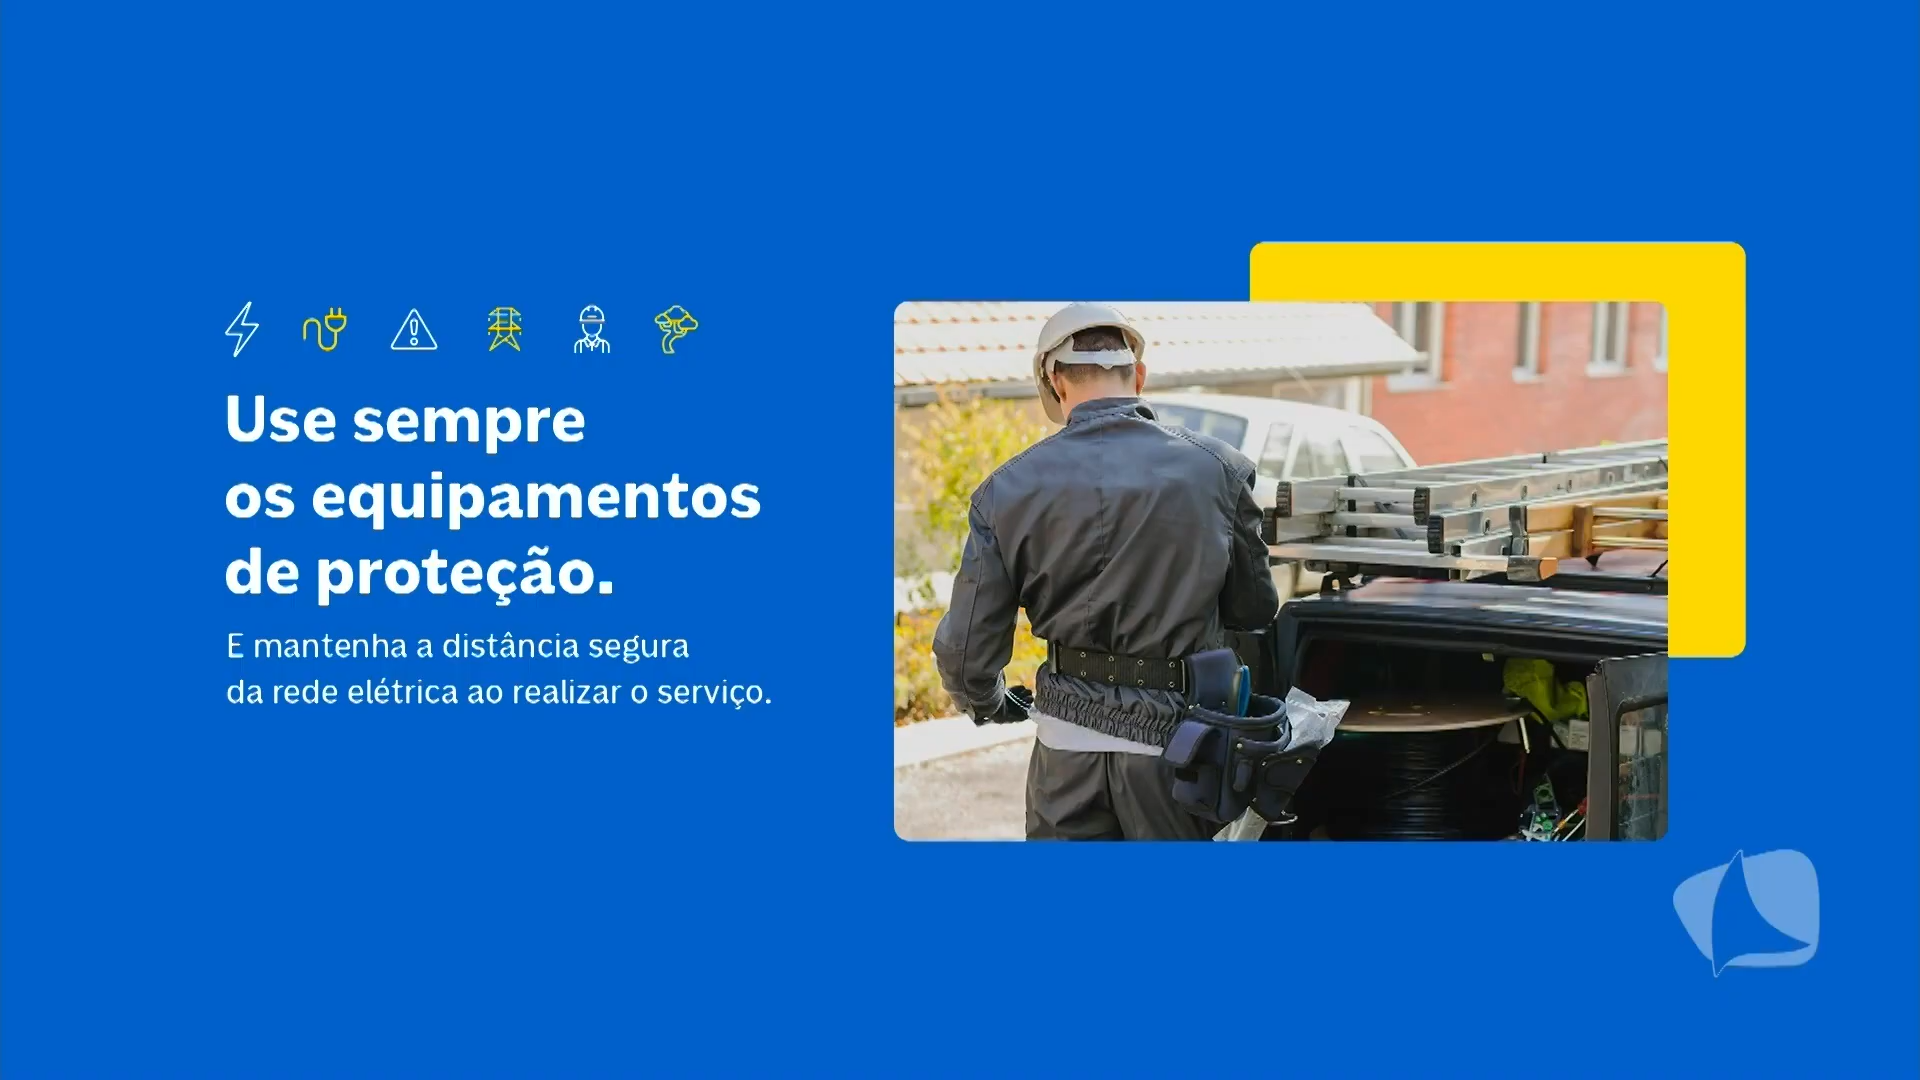 Use sempre
os equipamentos
de proteção.
E mantenha a distância segura
da rede elétrica ao realizar o serviço.